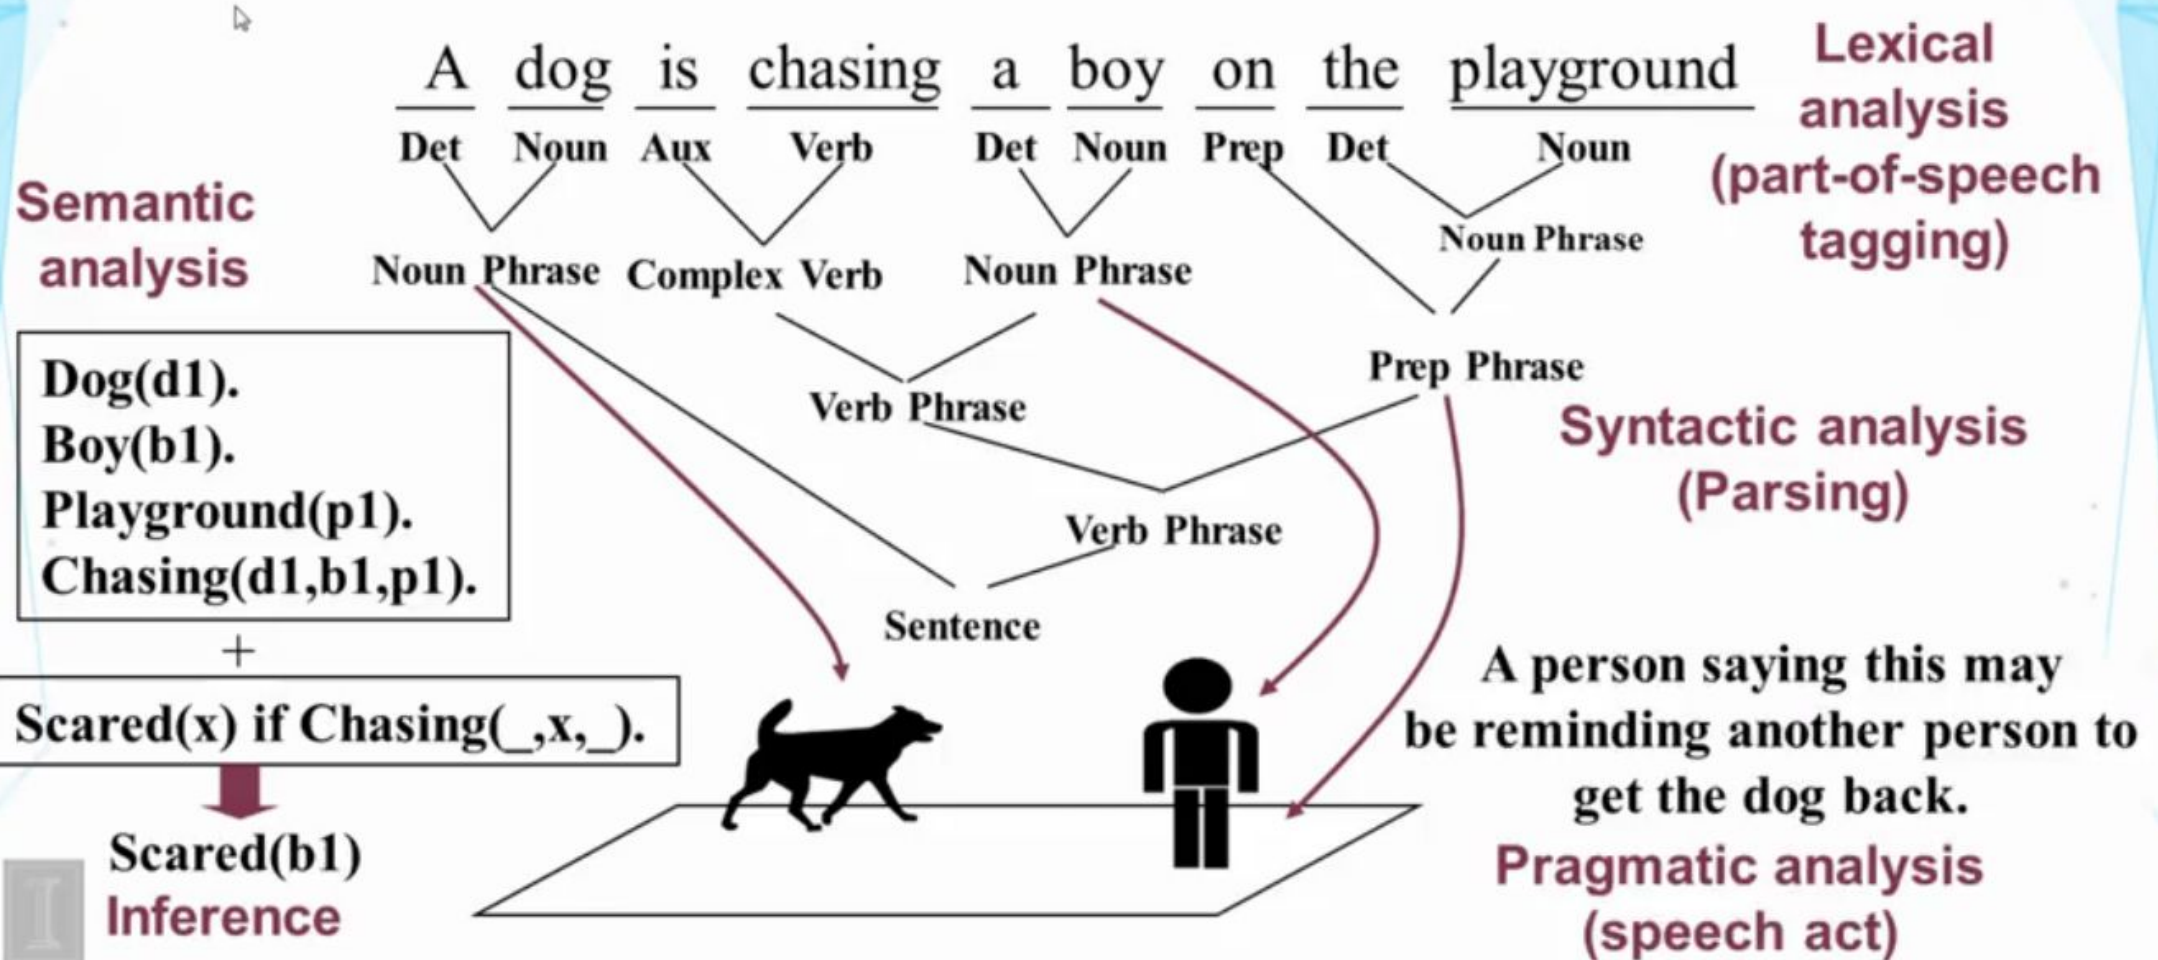 A dog is chasing a boy on the playground
Det Noun Aux Verb Det Noun Prep Det Noun
Lexical
analysis
(part-of-speech
tagging)
Semantic
analysis
Noun Phrase Complex Verb Noun Phrase Noun Phrase
Prep Phrase
Verb Phrase
Syntactic analysis
(Parsing)
Verb Phrase
Sentence
Dog(d1).
Boy(b1).
Playground(p1).
Chasing(d1,b1,p1).
+
Scared(x) if Chasing(_,x,_).
Scared(b1)
Inference
A person saying this may
be reminding another person to
get the dog back.
Pragmatic analysis
(speech act)
I